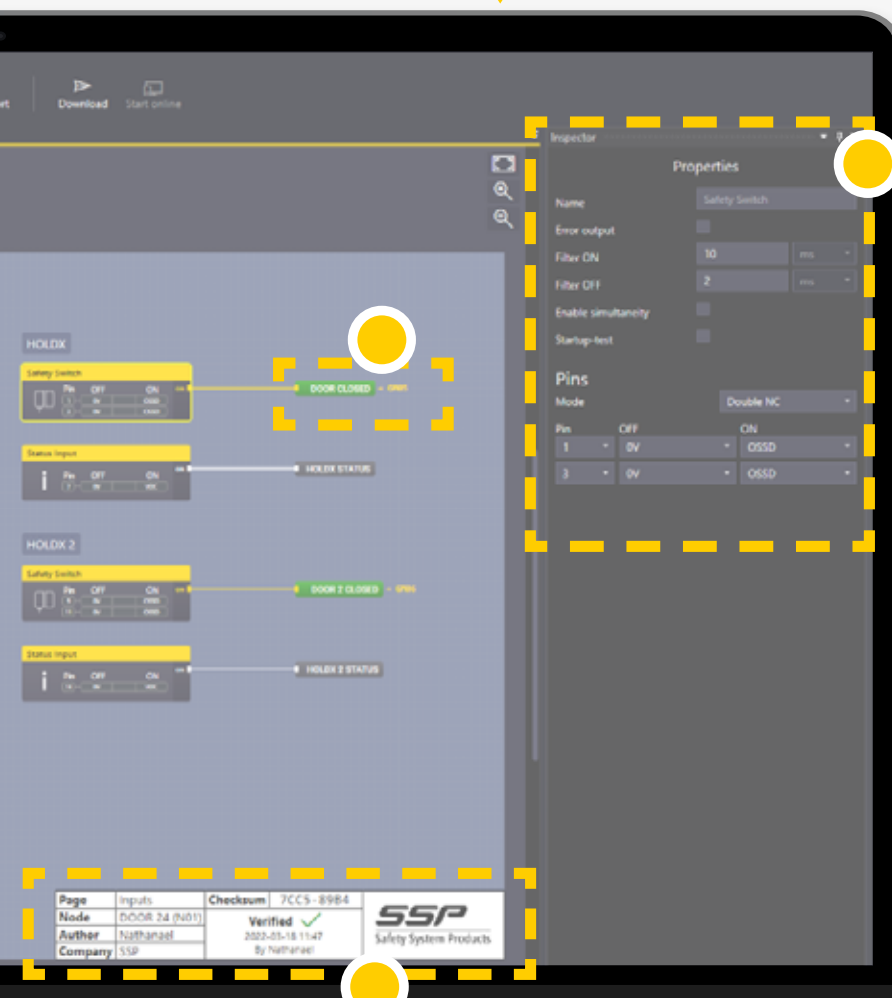 Download
Start online
Inspector
Properties
Name Safety Switch
Error output
Filter ON 10 ms
Filter OFF 2 ms
Enable simultaneity
Startup-test
Pins
Mode Double NC
Pin OFF ON
1 0V OSSD
3 0V OSSD
HOLDX
Safety Switch
Pin OFF ON
DOOR CLOSED
Status Input
Pin OFF ON
HOLDX STATUS
HOLDX 2
Safety Switch
Pin OFF ON
DOOR 2 CLOSED
Status Input
Pin OFF ON
HOLDX 2 STATUS
Page Inputs
Node DOOR 24 (N01)
Author Nathanael
Company SSP
Checksum 7CC5-89B4
Verified
2022-03-18 11:47
By Nathanael
SSP
Safety System Products